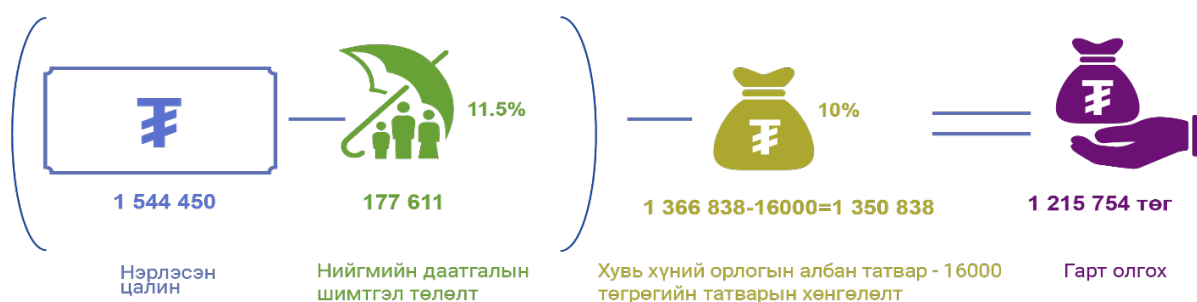 11.5%
10%
1 544 450
177 611
1 366 838-16000=1 350 838
1 215 754 төг
Нэрлэсэн
цалин
Нийгмийн даатгалын
шимтгэл төлөлт
Хувь хүний орлогын албан татвар - 16000
төгрөгийн татварын хөнгөлөлт
Гарт олгох